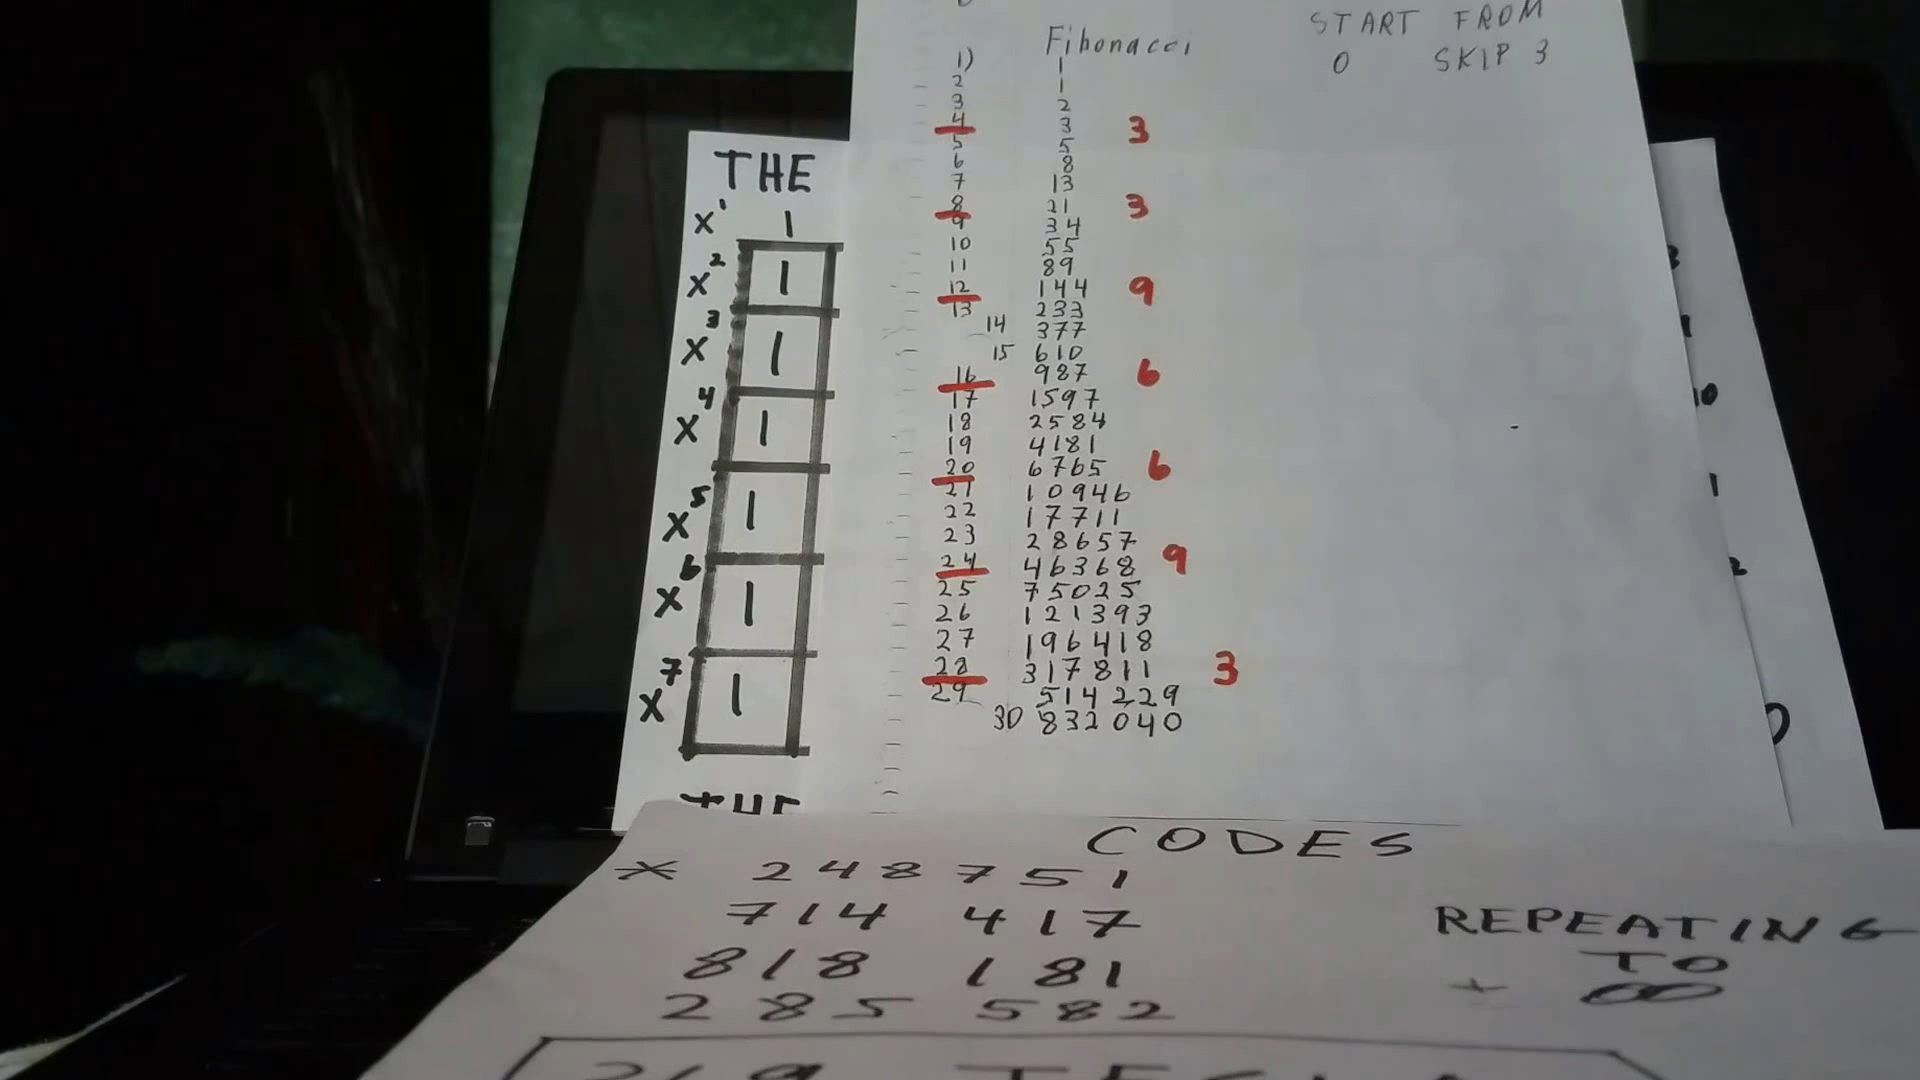 START FROM
0 SKIP 3
Fibonacci
1) 1
2 1
3 2
4 3 3
5 5
6 8
7 13
8 21 3
9 34
10 55
11 89
12 144 9
13 233
14 377
15 610
16 987 6
17 1597
18 2584
19 4181
20 6765 6
21 10946
22 17711
23 28657
24 46368 9
25 75025
26 121393
27 196418
28 317811 3
29 514229
30 832040
THE
X¹ 1
X² 1
X³ 1
X⁴ 1
X⁵ 1
X⁶ 1
X⁷ 1
CODES
* 248 751
714 417
818 181
285 582
REPEATING
TO
+ ∞